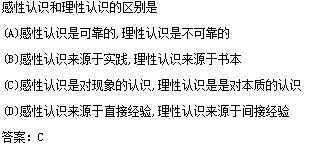 感性认识和理性认识的区别是
(A)感性认识是可靠的,理性认识是不可靠的
(B)感性认识来源于实践,理性认识来源于书本
(C)感性认识是对现象的认识,理性认识是是对本质的认识
(D)感性认识来源于直接经验,理性认识来源于间接经验
答案：C